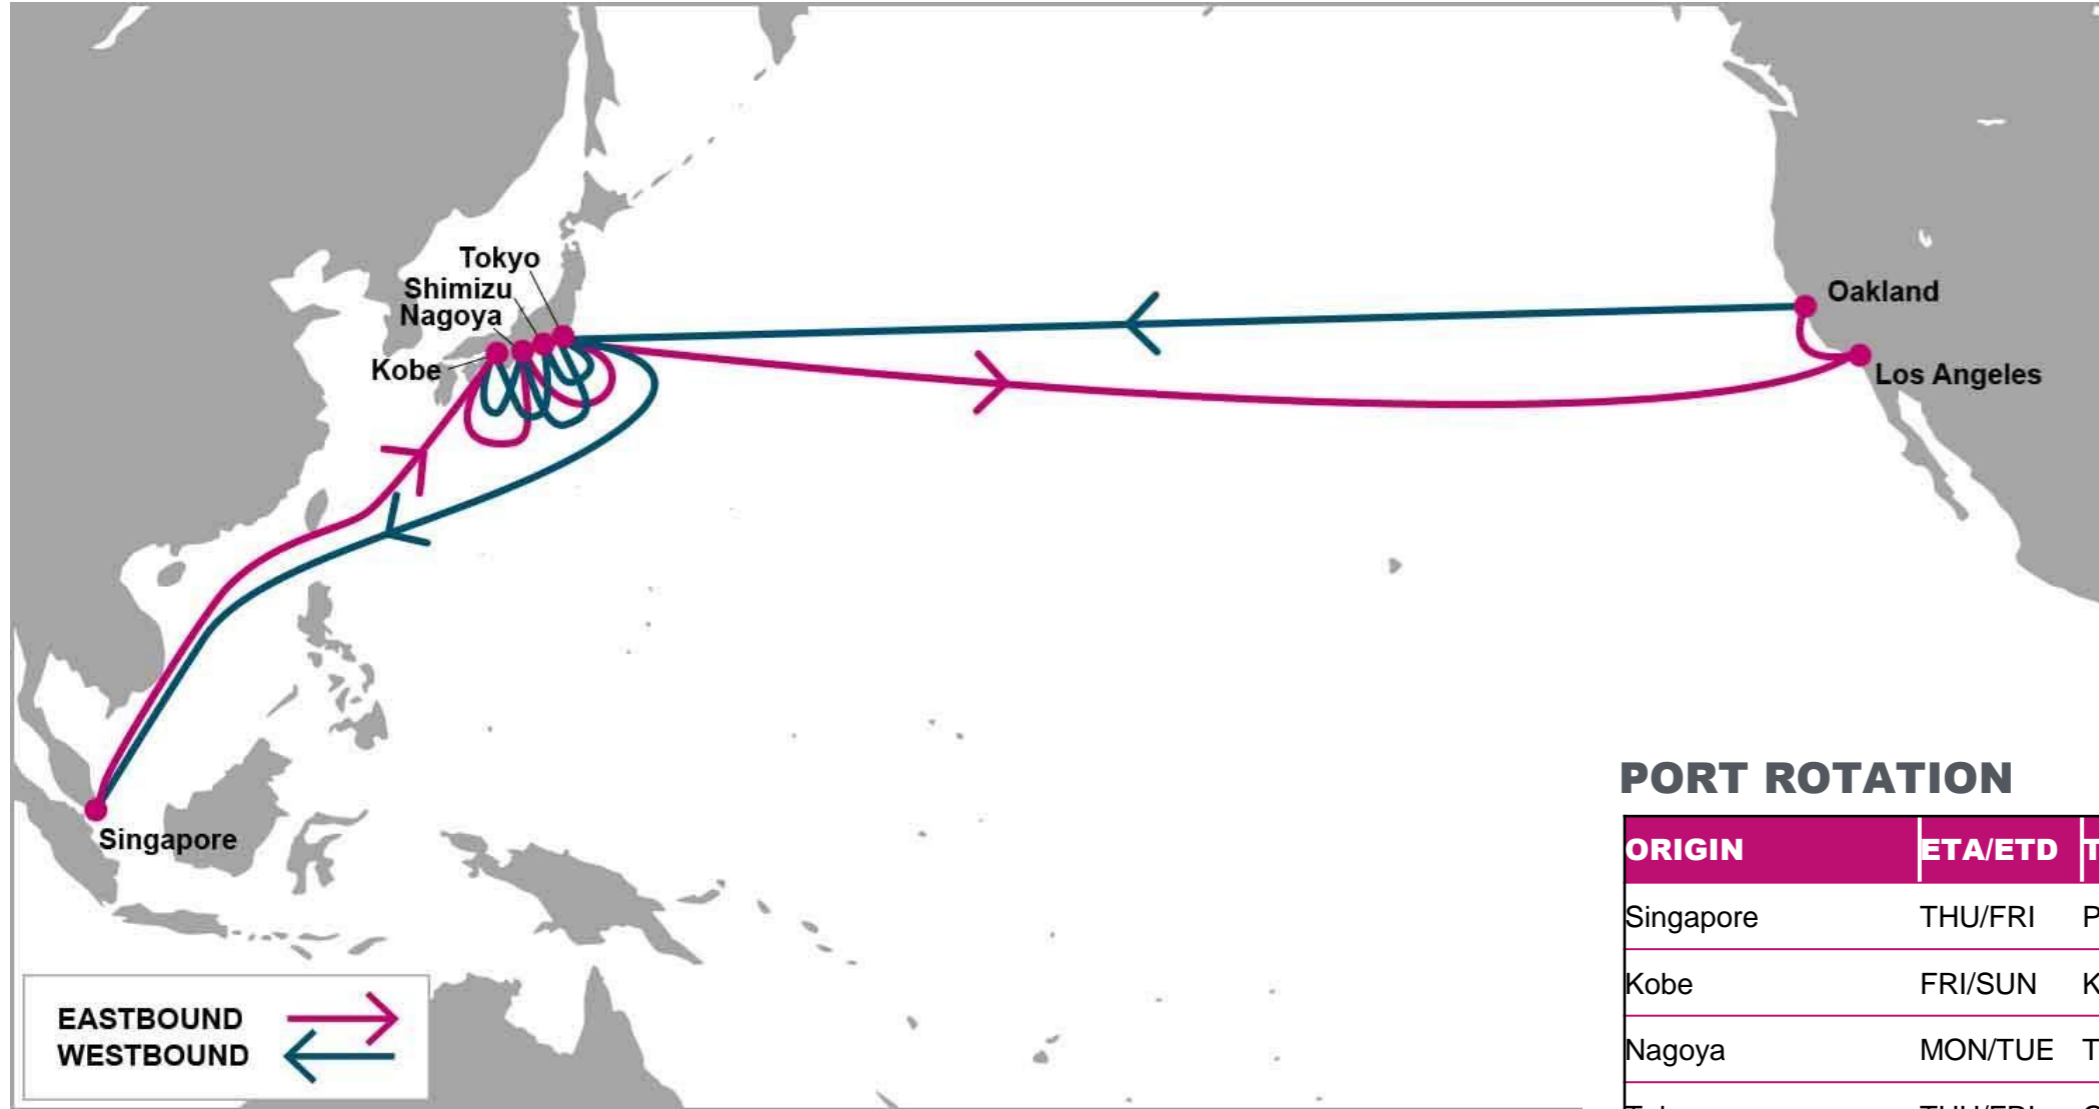 Tokyo
Shimizu
Nagoya
Kobe
Oakland
Los Angeles
Singapore
EASTBOUND
WESTBOUND
PORT ROTATION
ORIGIN ETA/ETD T
Singapore THU/FRI P
Kobe FRI/SUN K
Nagoya MON/TUE T